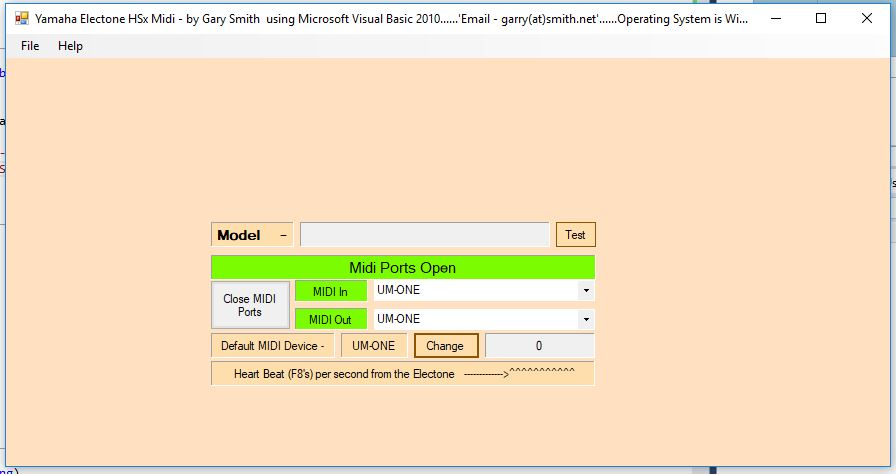 Yamaha Electone HSx Midi - by Gary Smith  using Microsoft Visual Basic 2010......'Email - garry(at)smith.net'......Operating System is Wi...
File Help
Model - Test
Midi Ports Open
Close MIDI Ports
MIDI In UM-ONE
MIDI Out UM-ONE
Default MIDI Device - UM-ONE Change 0
Heart Beat (F8's) per second from the Electone ------------->^^^^^^^^^^^